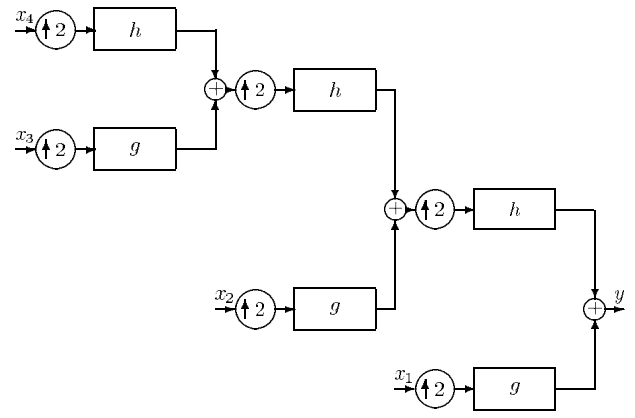 x₄ ↑2 h
+ ↑2 h
x₃ ↑2 g
+ ↑2 h
x₂ ↑2 g
+ y
x₁ ↑2 g